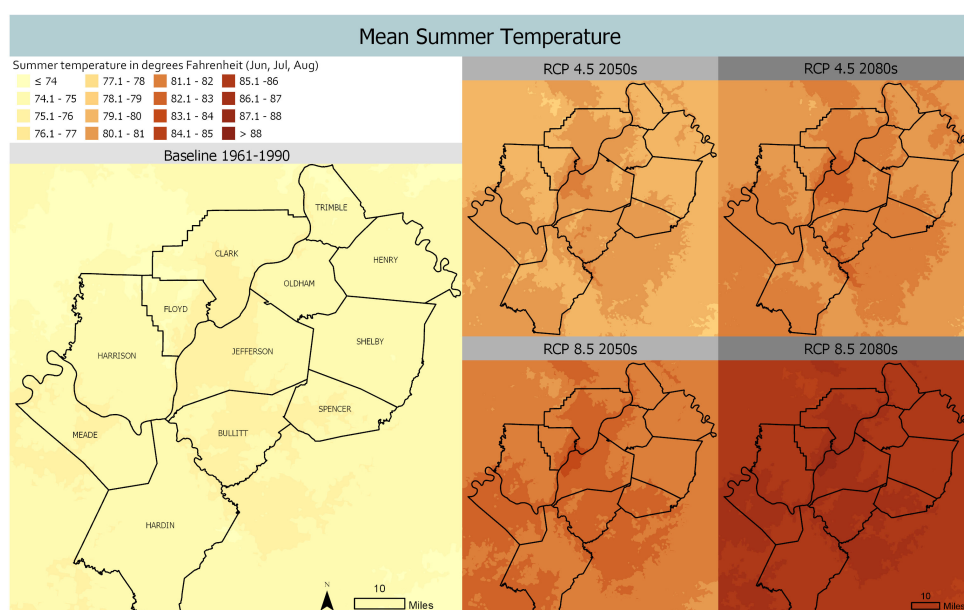 Mean Summer Temperature
Summer temperature in degrees Fahrenheit (Jun, Jul, Aug)
≤ 74
74.1 - 75
75.1 -76
76.1 - 77
77.1 - 78
78.1 -79
79.1 -80
80.1 - 81
81.1 - 82
82.1 - 83
83.1 - 84
84.1 - 85
85.1 -86
86.1 - 87
87.1 - 88
> 88
Baseline 1961-1990
TRIMBLE
CLARK
HENRY
OLDHAM
FLOYD
SHELBY
JEFFERSON
HARRISON
SPENCER
MEADE
BULLITT
HARDIN
N
10
Miles
RCP 4.5 2050s
RCP 4.5 2080s
RCP 8.5 2050s
RCP 8.5 2080s
10
Miles